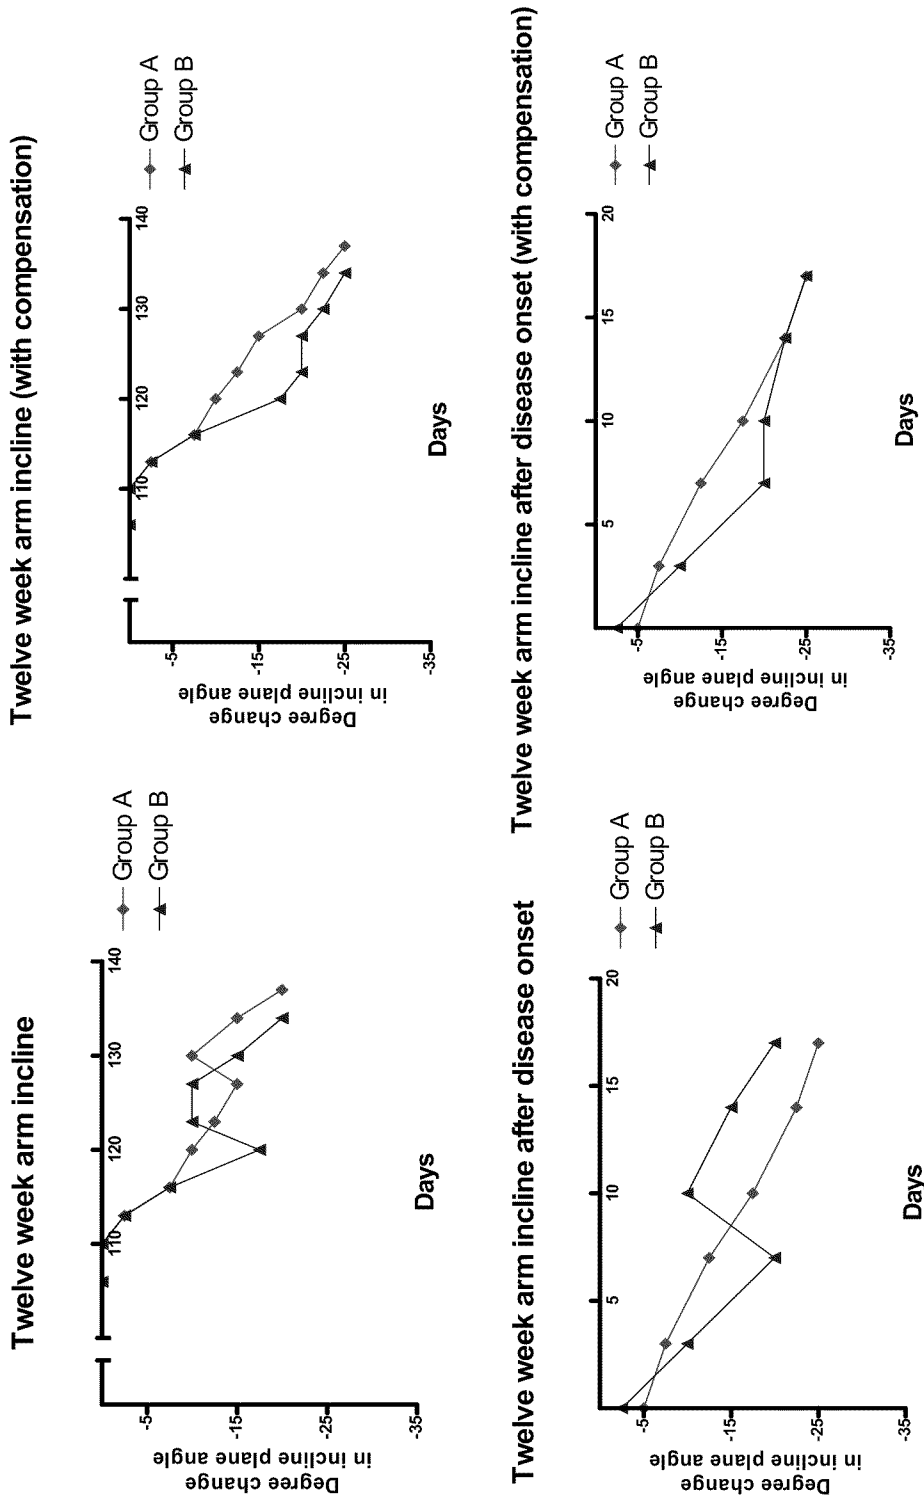 Twelve week arm incline
Group A
Group B
110
120
130
140
-5
-15
-25
-35
Degree change
in incline plane angle
Days
Twelve week arm incline (with compensation)
Group A
Group B
110
120
130
140
-5
-15
-25
-35
Degree change
in incline plane angle
Days
Twelve week arm incline after disease onset
Group A
Group B
5
10
15
20
-5
-15
-25
-35
Degree change
in incline plane angle
Days
Twelve week arm incline after disease onset (with compensation)
Group A
Group B
5
10
15
20
-5
-15
-25
-35
Degree change
in incline plane angle
Days